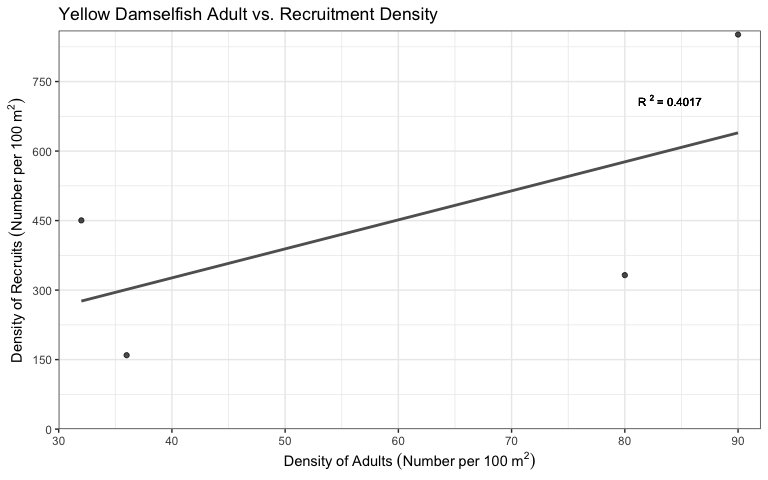 Yellow Damselfish Adult vs. Recruitment Density
R² = 0.4017
Density of Recruits (Number per 100 m²)
750
600
450
300
150
0
30 40 50 60 70 80 90
Density of Adults (Number per 100 m²)